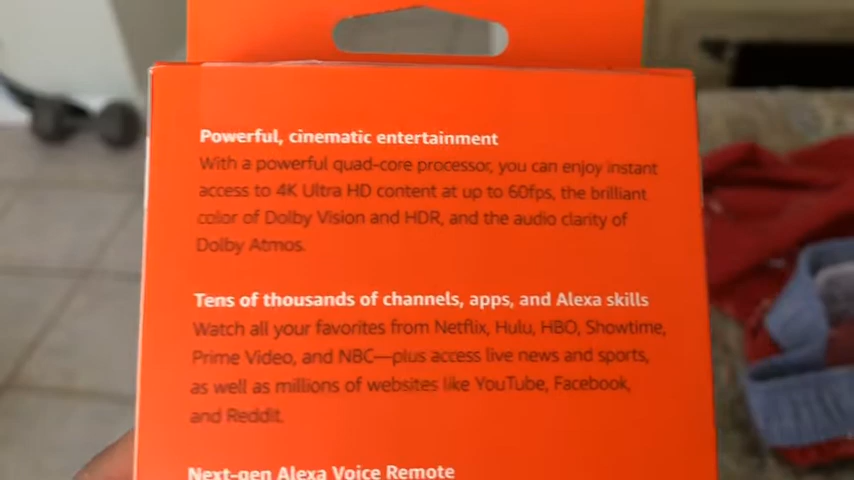 Powerful, cinematic entertainment
With a powerful quad-core processor, you can enjoy instant
access to 4K Ultra HD content at up to 60fps, the brilliant
color of Dolby Vision and HDR, and the audio clarity of
Dolby Atmos.
Tens of thousands of channels, apps, and Alexa skills
Watch all your favorites from Netflix, Hulu, HBO, Showtime,
Prime Video, and NBC—plus access live news and sports,
as well as millions of websites like YouTube, Facebook,
and Reddit.
Next-gen Alexa Voice Remote